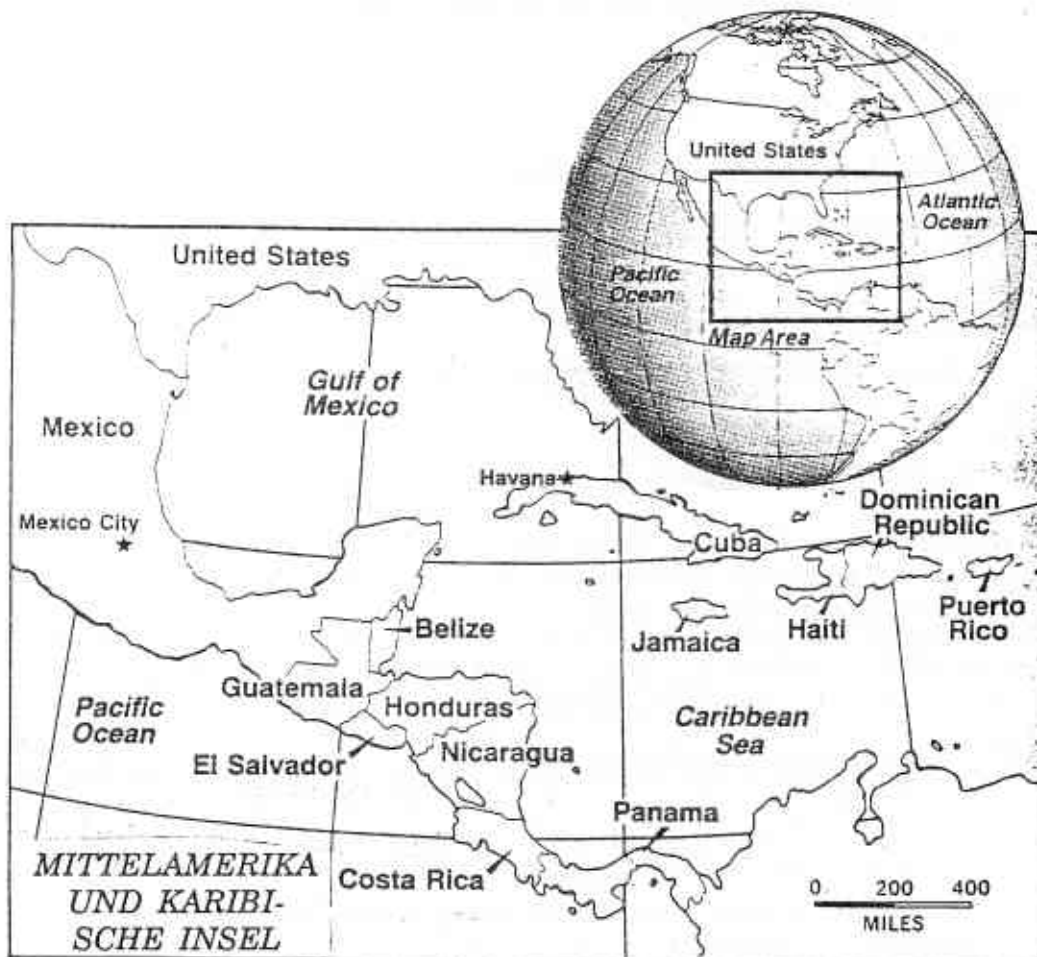 United States
Atlantic
Ocean
Pacific
Ocean
Map Area
United States
Gulf of
Mexico
Mexico
Havana
Mexico City
Cuba
Dominican
Republic
Puerto
Rico
Haiti
Jamaica
Belize
Guatemala
Honduras
Pacific
Ocean
Caribbean
Sea
El Salvador
Nicaragua
Panama
Costa Rica
MITTELAMERIKA
UND KARIBI-
SCHE INSEL
0 200 400
MILES